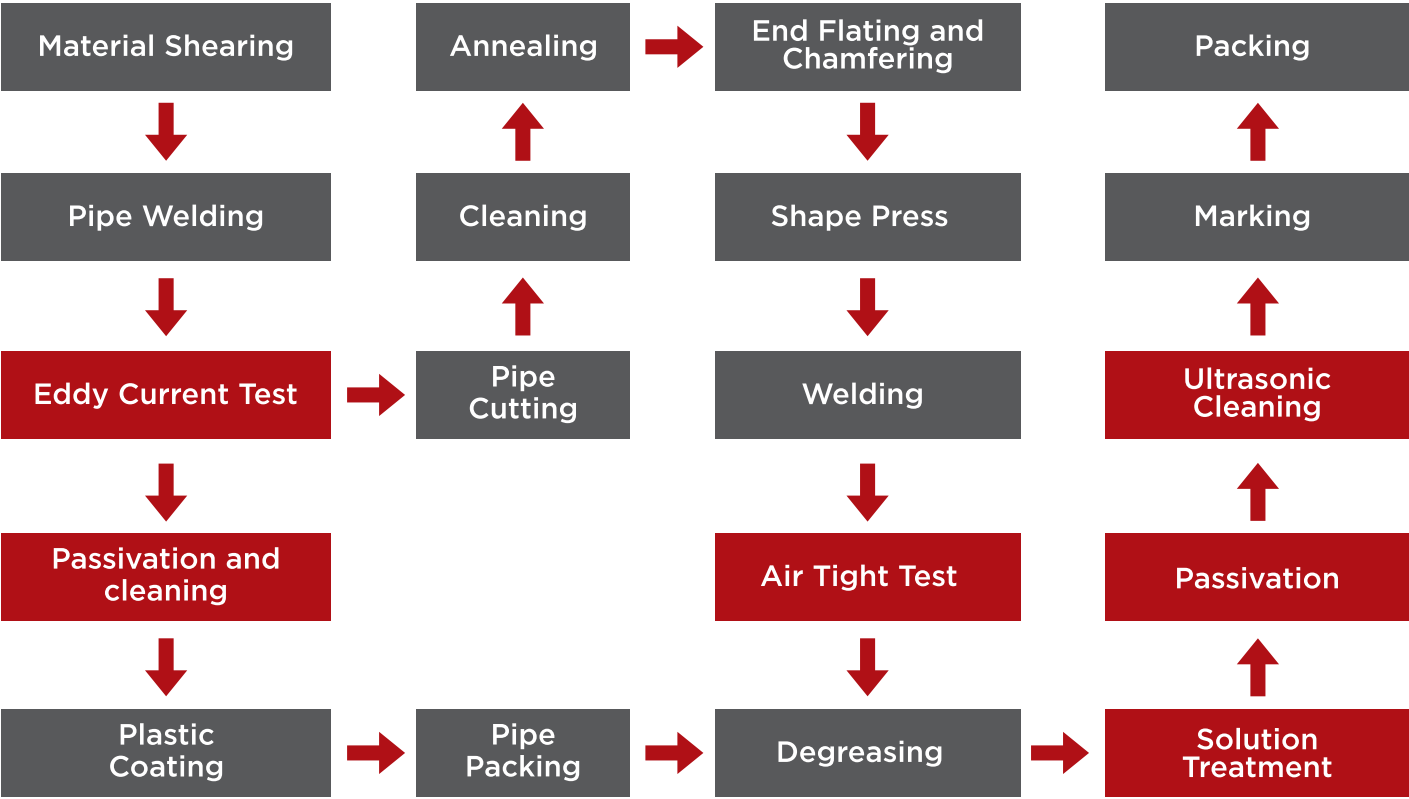 Material Shearing
Annealing
End Flating and
Chamfering
Packing
Pipe Welding
Cleaning
Shape Press
Marking
Eddy Current Test
Pipe
Cutting
Welding
Ultrasonic
Cleaning
Passivation and
cleaning
Air Tight Test
Passivation
Plastic
Coating
Pipe
Packing
Degreasing
Solution
Treatment